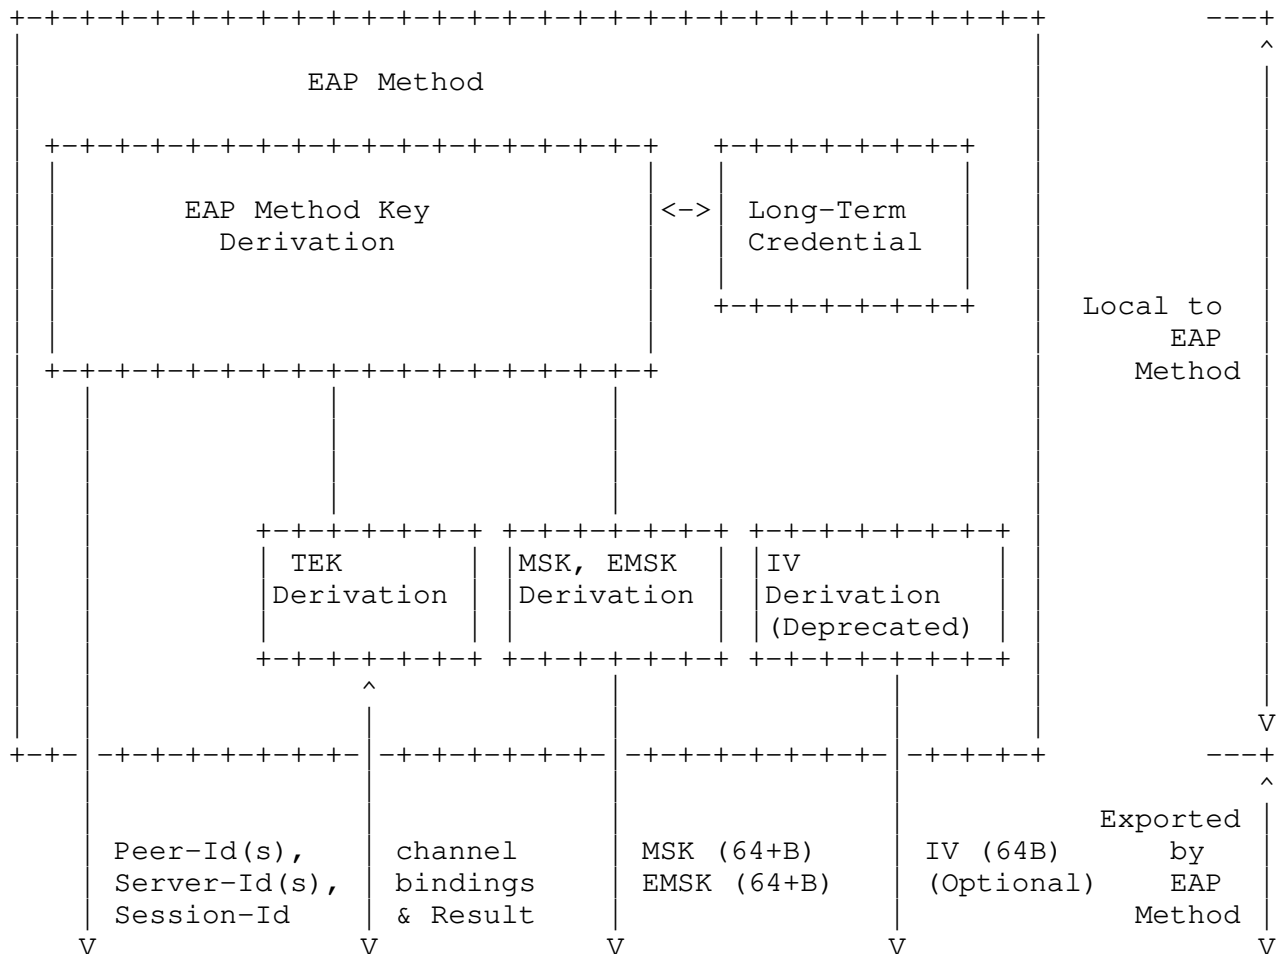 EAP Method
EAP Method Key
Derivation
<-> Long-Term
Credential
Local to
EAP
Method
TEK
Derivation
MSK, EMSK
Derivation
IV
Derivation
(Deprecated)
Peer-Id(s),
Server-Id(s),
Session-Id
channel
bindings
& Result
MSK (64+B)
EMSK (64+B)
IV (64B)
(Optional)
Exported
by
EAP
Method
V V V V V